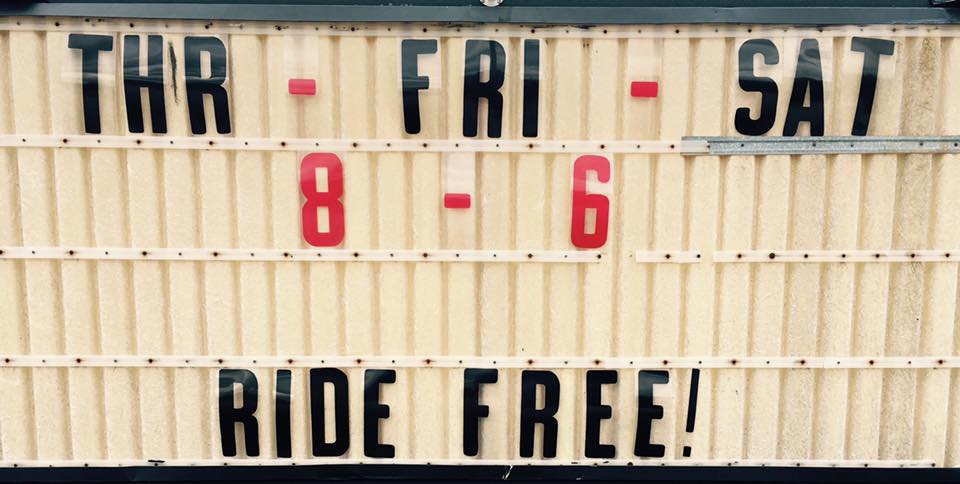 THR - FRI - SAT
8 - 6
RIDE FREE!